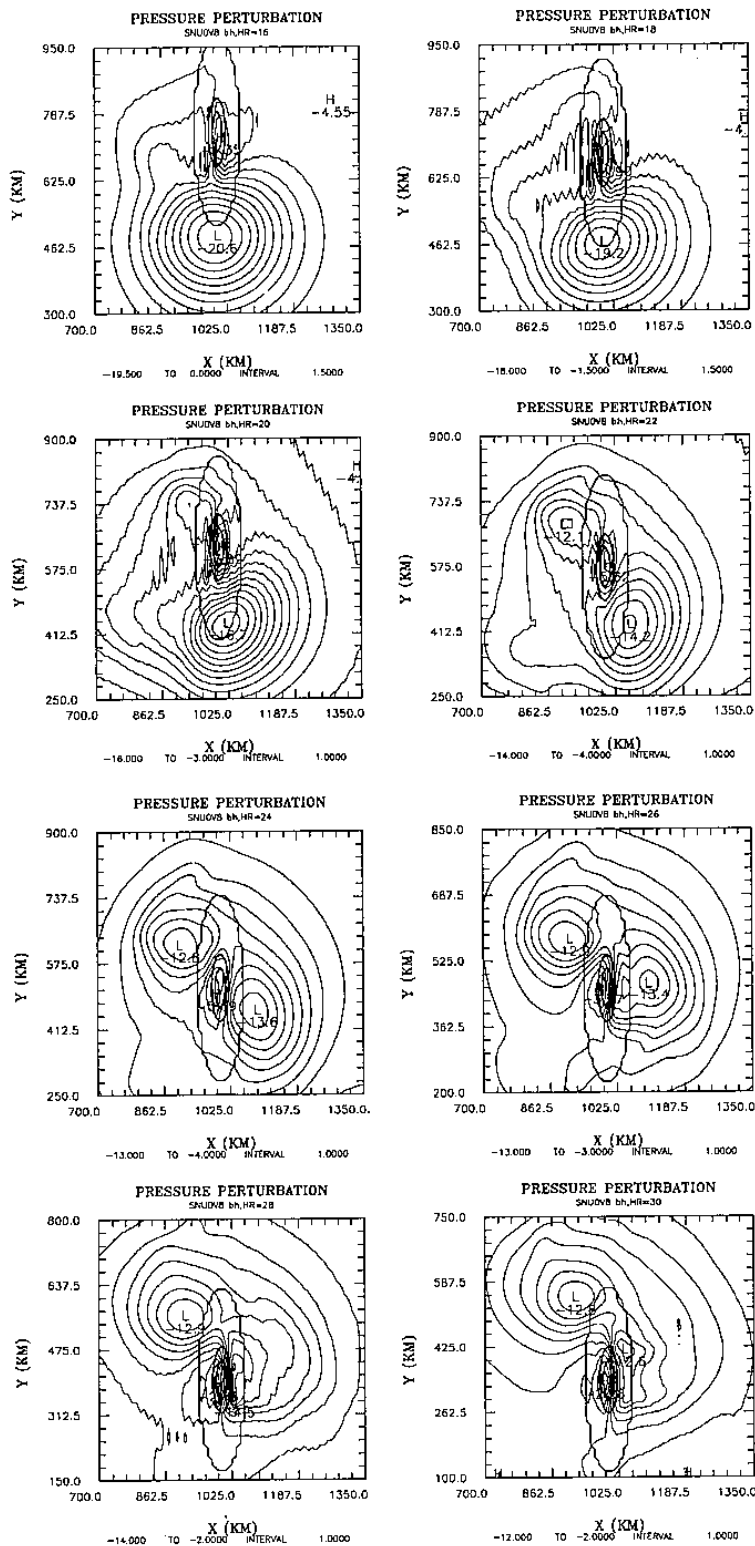 PRESSURE PERTURBATION
SNU0V8 bh,HR=16
950.0
787.5
625.0
462.5
300.0
Y (KM)
H
−4.55
L
−20.6
700.0 862.5 1025.0 1187.5 1350.0
X (KM)
−19.500 TO 0.0000 INTERVAL 1.5000
PRESSURE PERTURBATION
SNU0V8 bh,HR=18
950.0
787.5
625.0
462.5
300.0
Y (KM)
L
−19.2
700.0 862.5 1025.0 1187.5 1350.0
X (KM)
−18.000 TO −1.5000 INTERVAL 1.5000
PRESSURE PERTURBATION
SNU0V8 bh,HR=20
900.0
737.5
575.0
412.5
250.0
Y (KM)
H
L
700.0 862.5 1025.0 1187.5 1350.0
X (KM)
−16.000 TO −3.0000 INTERVAL 1.0000
PRESSURE PERTURBATION
SNU0V8 bh,HR=22
900.0
737.5
575.0
412.5
250.0
Y (KM)
−12.1
L
−14.2
700.0 862.5 1025.0 1187.5 1350.0
X (KM)
−14.000 TO −4.0000 INTERVAL 1.0000
PRESSURE PERTURBATION
SNU0V8 bh,HR=24
900.0
737.5
575.0
412.5
250.0
Y (KM)
L
L
−13.6
700.0 862.5 1025.0 1187.5 1350.0.
X (KM)
−13.000 TO −4.0000 INTERVAL 1.0000
PRESSURE PERTURBATION
SNU0V8 bh,HR=26
850.0
687.5
525.0
362.5
200.0
Y (KM)
L
L
−13.4
700.0 862.5 1025.0 1187.5 1350.0
X (KM)
−13.000 TO −3.0000 INTERVAL 1.0000
PRESSURE PERTURBATION
SNU0V8 bh,HR=28
800.0
637.5
475.0
312.5
150.0
Y (KM)
L
−12.9
700.0 862.5 1025.0 1187.5 1350.0
X (KM)
−14.000 TO −2.0000 INTERVAL 1.0000
PRESSURE PERTURBATION
SNU0V8 bh,HR=30
750.0
587.5
425.0
262.5
100.0
Y (KM)
L
−12.8
700.0 862.5 1025.0 1187.5 1350.0
X (KM)
−12.000 TO −2.0000 INTERVAL 1.0000